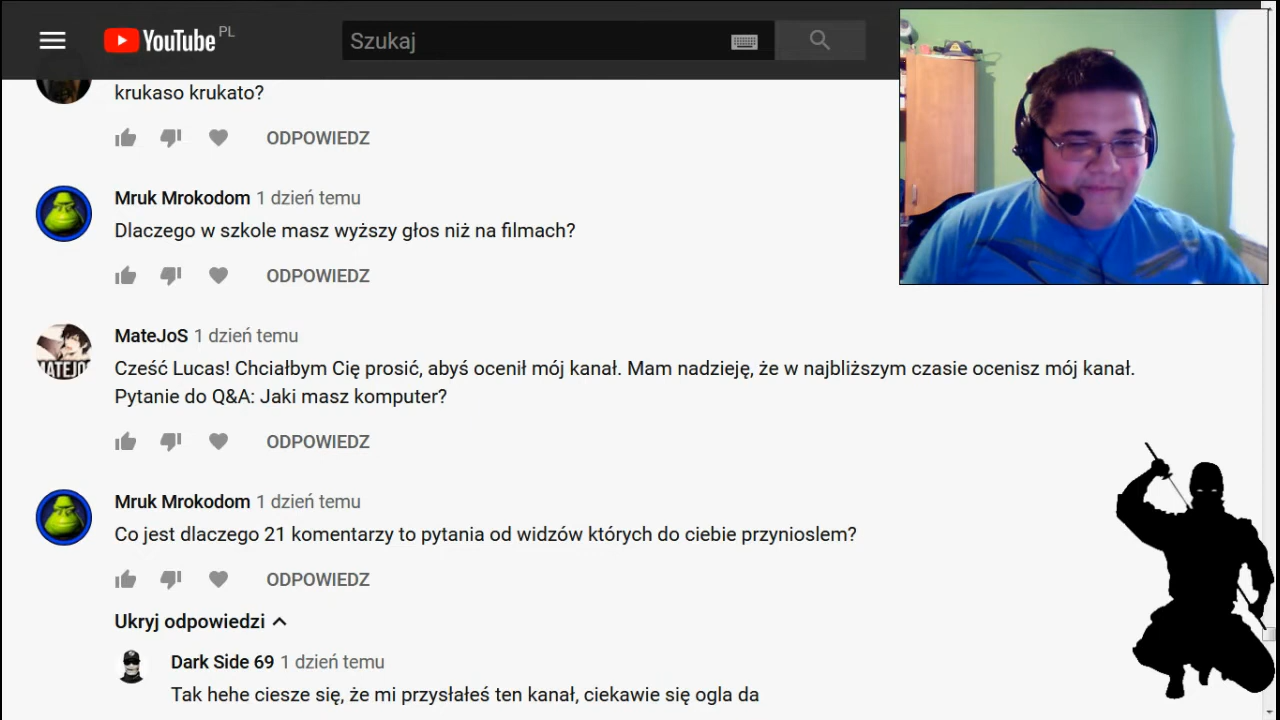 YouTube PL
Szukaj
krukaso krukato?
ODPOWIEDZ
Mruk Mrokodom 1 dzień temu
Dlaczego w szkole masz wyższy głos niż na filmach?
ODPOWIEDZ
MATEJO
MateJoS 1 dzień temu
Cześć Lucas! Chciałbym Cię prosić, abyś ocenił mój kanał. Mam nadzieję, że w najbliższym czasie ocenisz mój kanał.
Pytanie do Q&A: Jaki masz komputer?
ODPOWIEDZ
Mruk Mrokodom 1 dzień temu
Co jest dlaczego 21 komentarzy to pytania od widzów których do ciebie przynioslem?
ODPOWIEDZ
Ukryj odpowiedzi
Dark Side 69 1 dzień temu
Tak hehe ciesze się, że mi przysłałeś ten kanał, ciekawie się ogla da